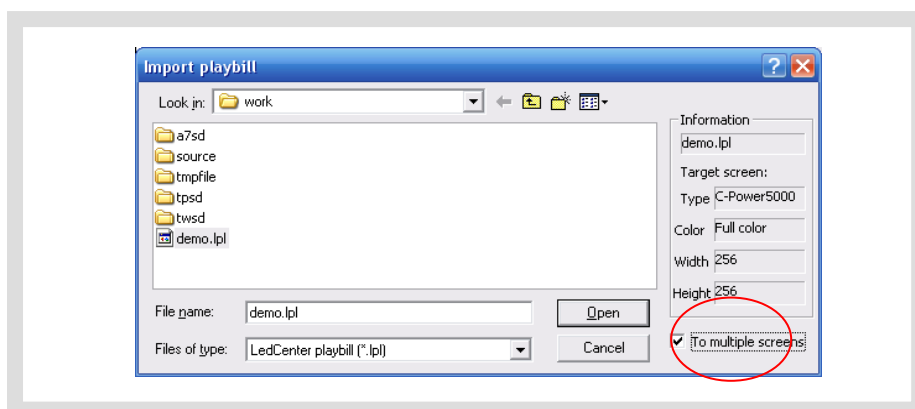 Import playbill
Look in: work
a7sd
source
tmpfile
tpsd
twsd
demo.lpl
File name: demo.lpl
Open
Files of type: LedCenter playbill (*.lpl)
Cancel
Information
demo.lpl
Target screen:
Type C-Power5000
Color Full color
Width 256
Height 256
To multiple screens